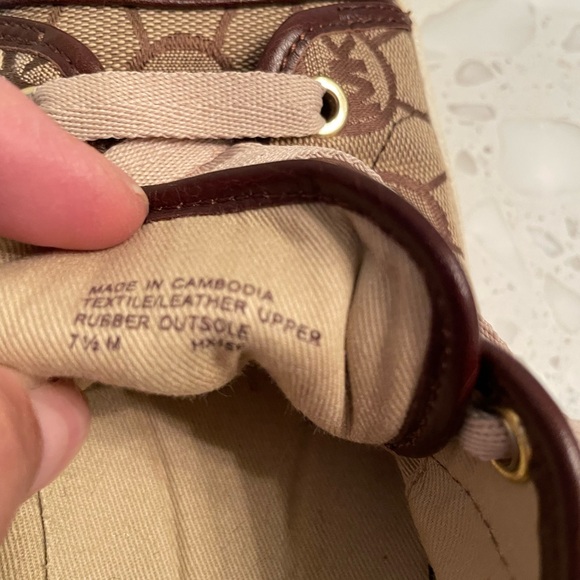 MADE IN CAMBODIA
TEXTILE/LEATHER UPPER
RUBBER OUTSOLE
7½ M